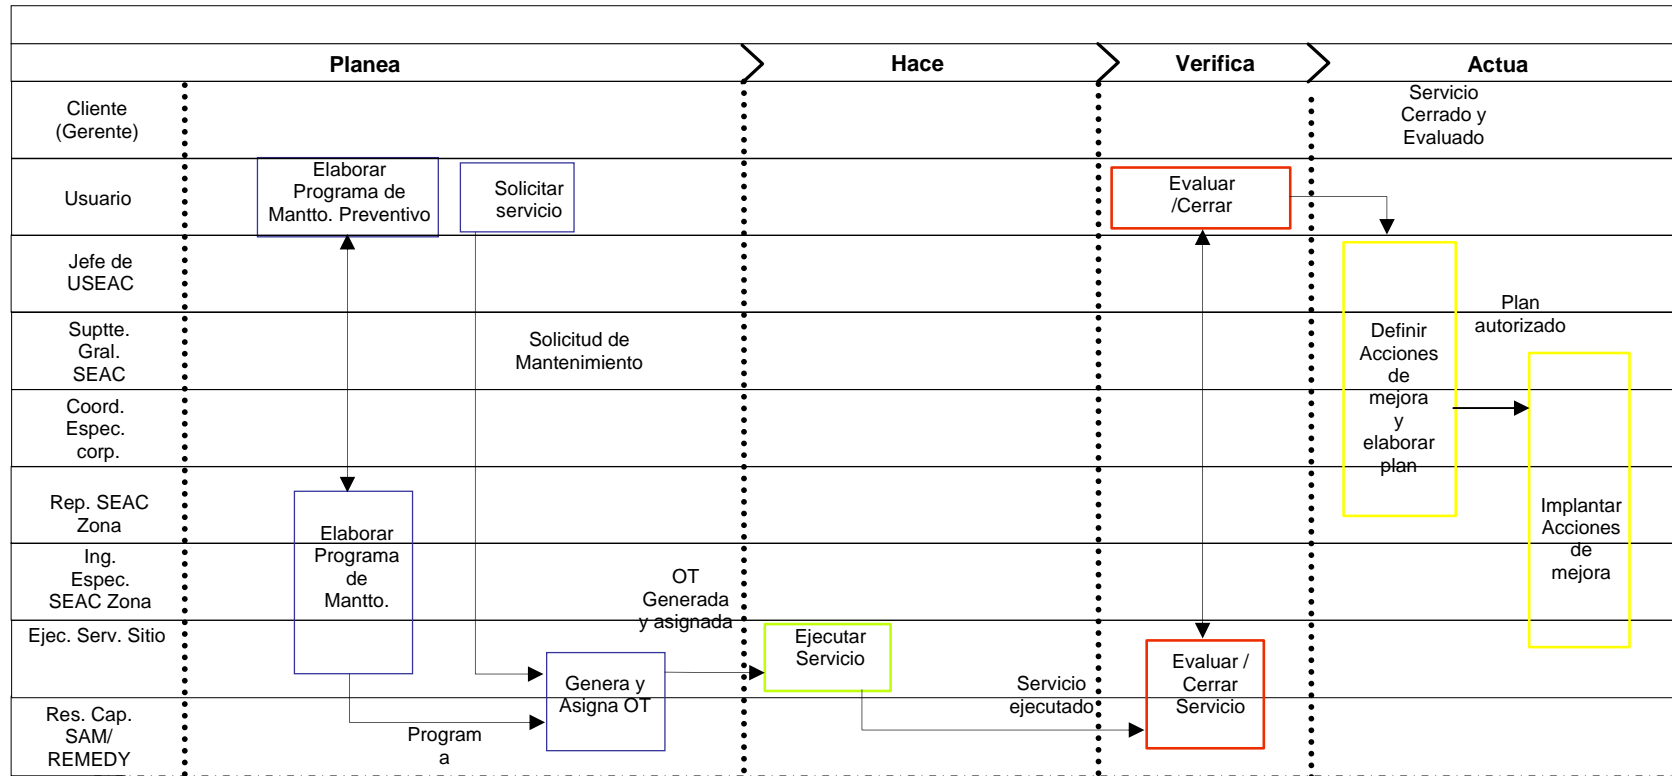 Planea
Hace
Verifica
Actua
Cliente
(Gerente)
Servicio
Cerrado y
Evaluado
Usuario
Elaborar
Programa de
Mantto. Preventivo
Solicitar
servicio
Evaluar
/Cerrar
Jefe de
USEAC
Plan
autorizado
Suptte.
Gral.
SEAC
Solicitud de
Mantenimiento
Definir
Acciones
de
mejora
y
elaborar
plan
Coord.
Espec.
corp.
Rep. SEAC
Zona
Elaborar
Programa
de
Mantto.
Implantar
Acciones
de
mejora
Ing.
Espec.
SEAC Zona
OT
Generada
y asignada
Ejec. Serv. Sitio
Ejecutar
Servicio
Genera y
Asigna OT
Servicio
ejecutado
Evaluar /
Cerrar
Servicio
Res. Cap.
SAM/
REMEDY
Program
a